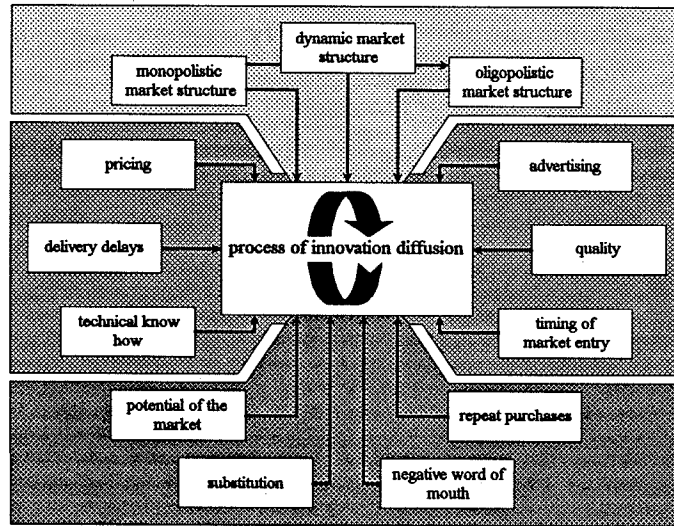 dynamic market
structure
monopolistic
market structure
oligopolistic
market structure
pricing
advertising
delivery delays
process of innovation diffusion
quality
technical know
how
timing of
market entry
potential of the
market
repeat purchases
substitution
negative word of
mouth